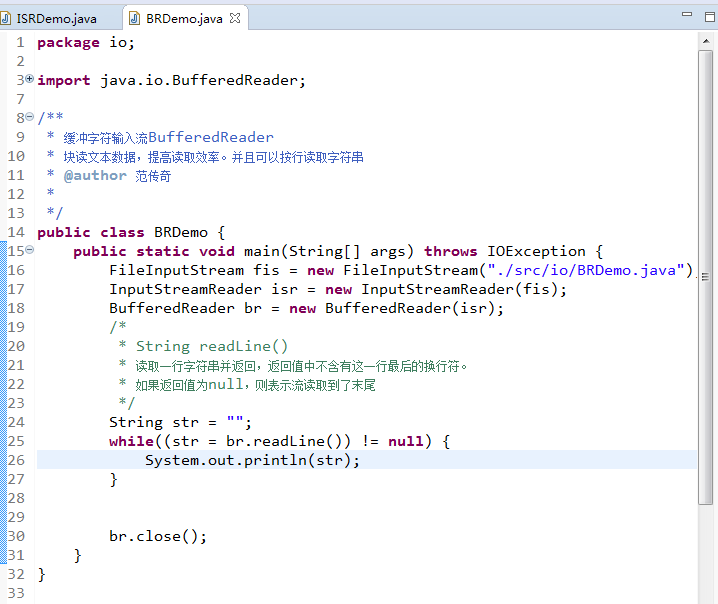 ISRDemo.java BRDemo.java
1 package io;
2
3 import java.io.BufferedReader;
7
8 /**
9 * 缓冲字符输入流BufferedReader
10 * 块读文本数据，提高读取效率。并且可以按行读取字符串
11 * @author 范传奇
12 *
13 */
14 public class BRDemo {
15 public static void main(String[] args) throws IOException {
16 FileInputStream fis = new FileInputStream("./src/io/BRDemo.java")
17 InputStreamReader isr = new InputStreamReader(fis);
18 BufferedReader br = new BufferedReader(isr);
19 /*
20 * String readLine()
21 * 读取一行字符串并返回，返回值中不含有这一行最后的换行符。
22 * 如果返回值为null，则表示流读取到了末尾
23 */
24 String str = "";
25 while((str = br.readLine()) != null) {
26 System.out.println(str);
27 }
28
29
30 br.close();
31 }
32 }
33